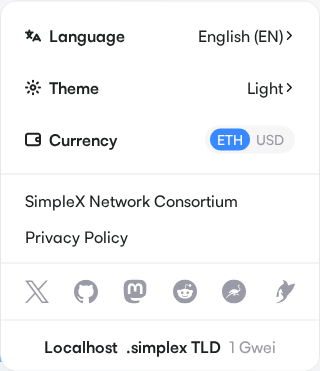 Language English (EN)
Theme Light
Currency ETH USD
SimpleX Network Consortium
Privacy Policy
Localhost .simplex TLD 1 Gwei